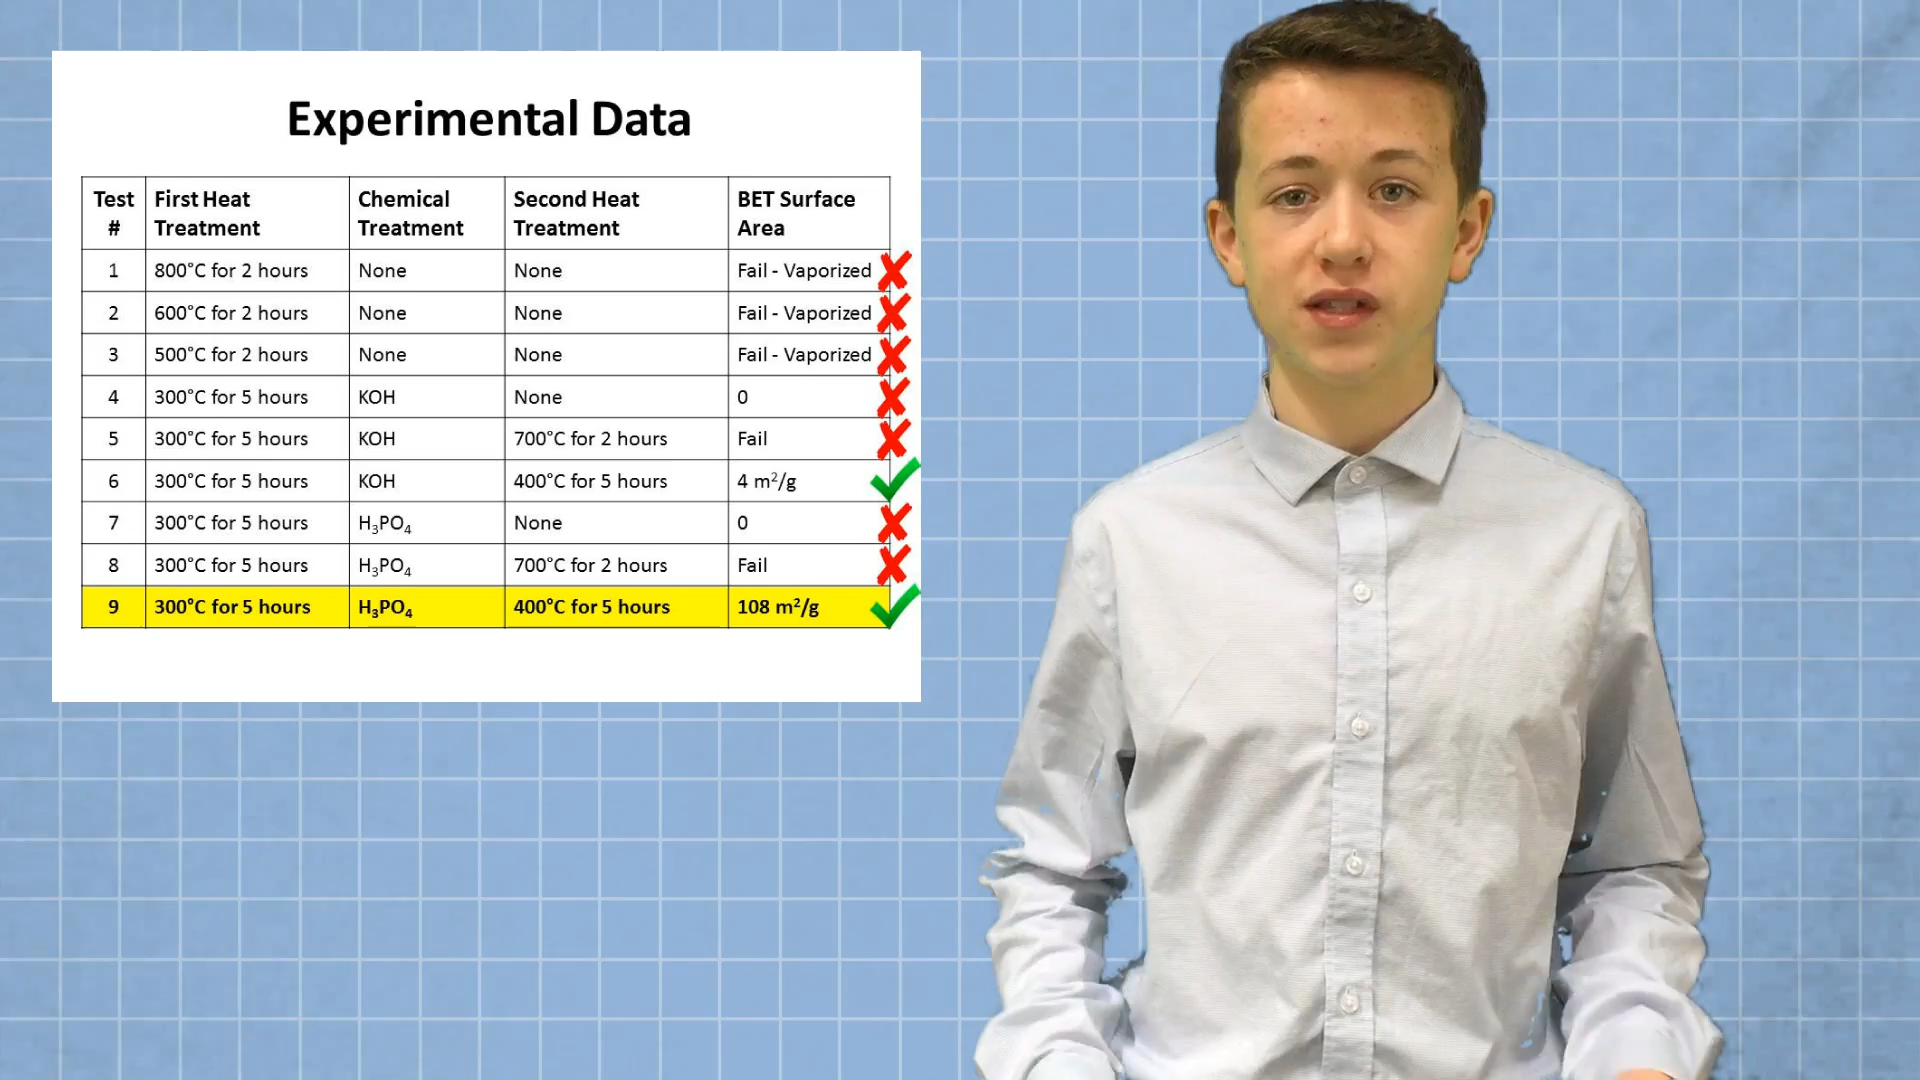 Experimental Data
Test # First Heat Treatment Chemical Treatment Second Heat Treatment BET Surface Area
1 800°C for 2 hours None None Fail - Vaporized
2 600°C for 2 hours None None Fail - Vaporized
3 500°C for 2 hours None None Fail - Vaporized
4 300°C for 5 hours KOH None 0
5 300°C for 5 hours KOH 700°C for 2 hours Fail
6 300°C for 5 hours KOH 400°C for 5 hours 4 m²/g
7 300°C for 5 hours H₃PO₄ None 0
8 300°C for 5 hours H₃PO₄ 700°C for 2 hours Fail
9 300°C for 5 hours H₃PO₄ 400°C for 5 hours 108 m²/g